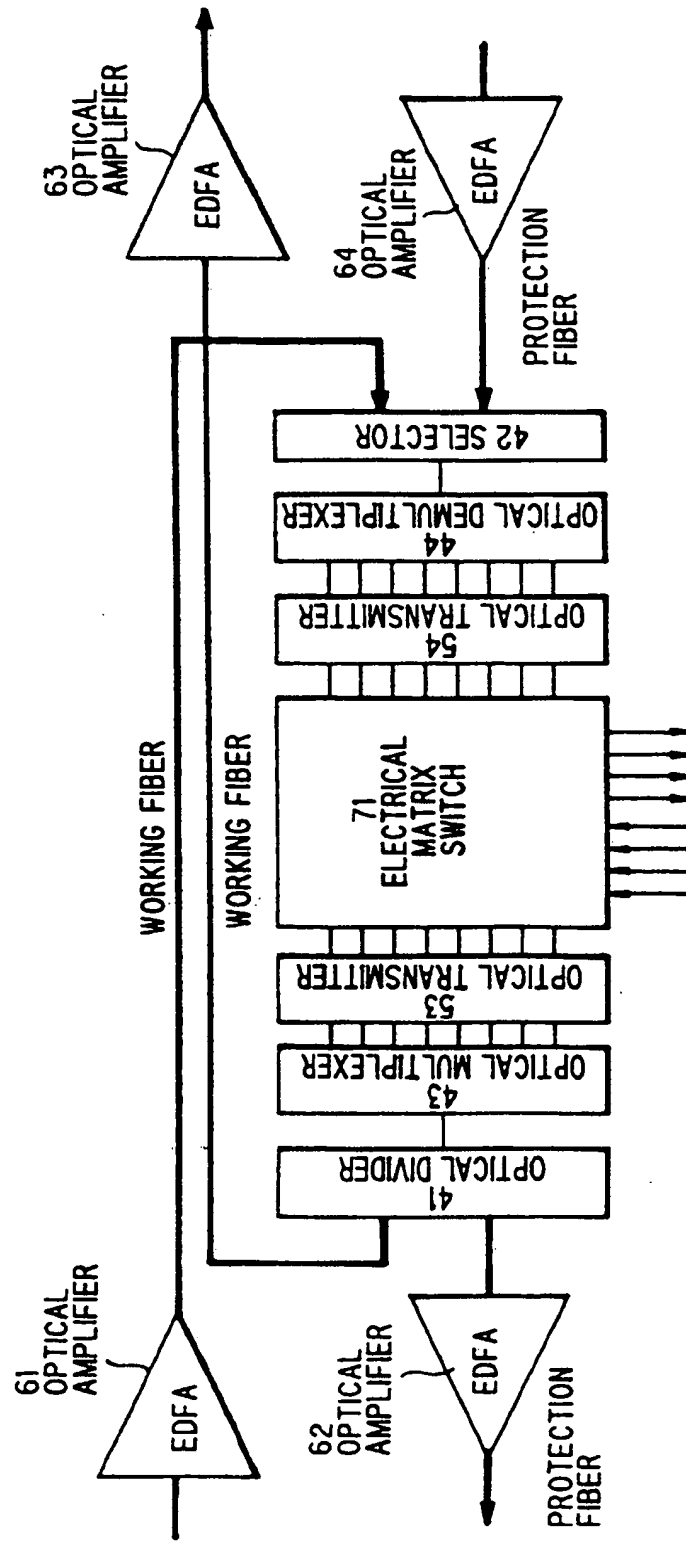 61
OPTICAL
AMPLIFIER
EDFA
63
OPTICAL
AMPLIFIER
EDFA
WORKING FIBER
WORKING FIBER
62
OPTICAL
AMPLIFIER
EDFA
PROTECTION
FIBER
41
OPTICAL DIVIDER
43
OPTICAL MULTIPLEXER
53
OPTICAL TRANSMITTER
71
ELECTRICAL
MATRIX
SWITCH
54
OPTICAL TRANSMITTER
44
OPTICAL DEMULTIPLEXER
42 SELECTOR
64
OPTICAL
AMPLIFIER
EDFA
PROTECTION
FIBER